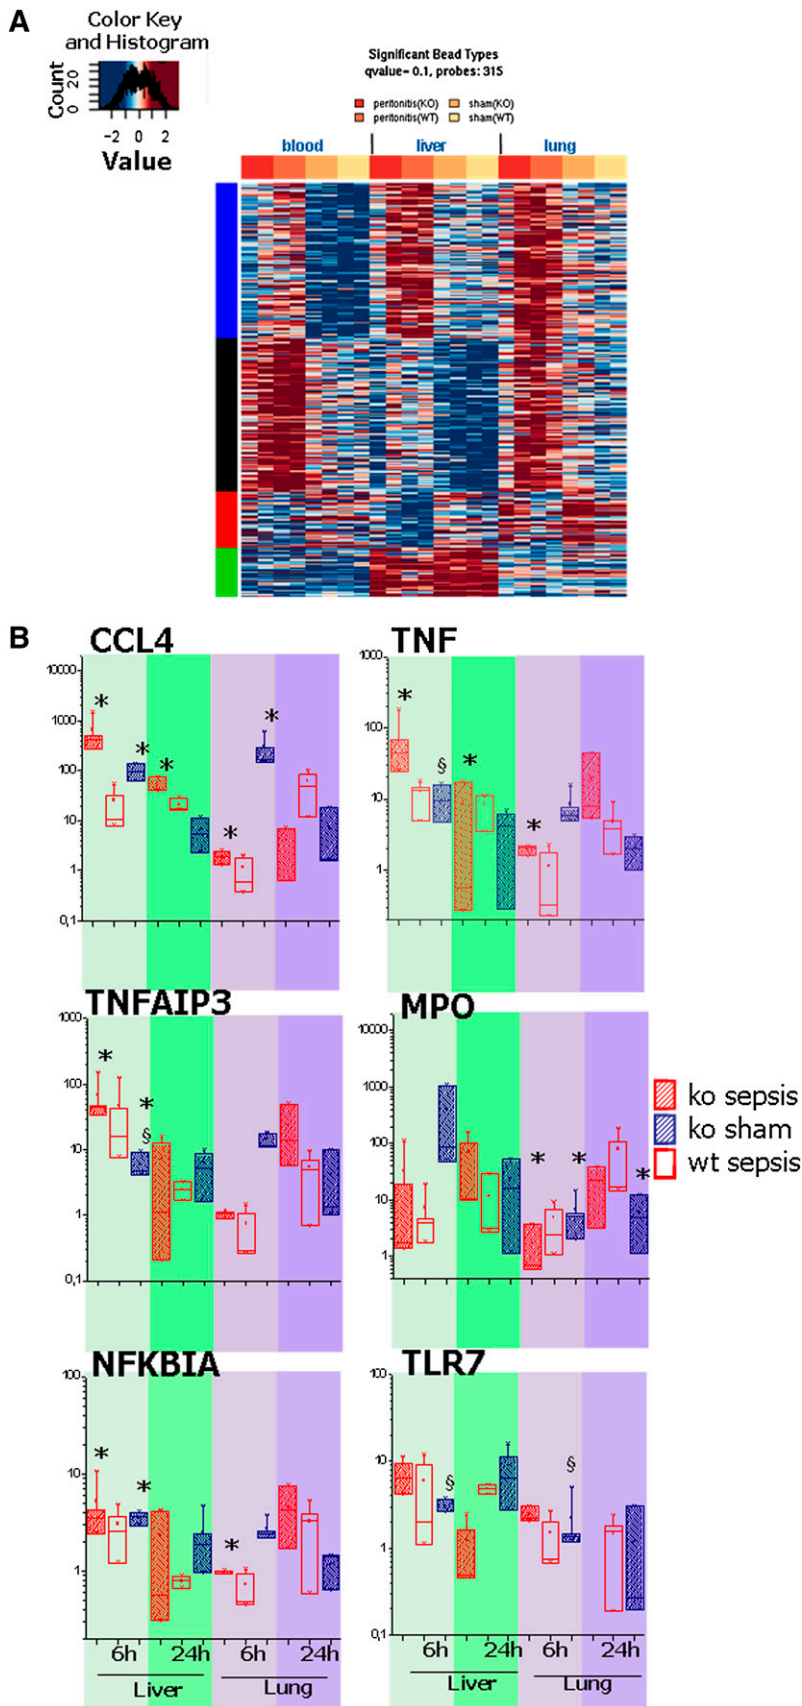 A
Color Key
and Histogram
Count
0 20
−2 0 2
Value
Significant Bead Types
qvalue= 0.1, probes: 315
peritonitis(KO) sham(KO)
peritonitis(WT) sham(WT)
blood liver lung
B
CCL4 TNF
10000
1000
100
10
1
0,1
* * * * *
1000
100
10
1
* § * *
TNFAIP3 MPO
1000
100
10
1
0,1
* * §
10000
1000
100
10
1
* * *
ko sepsis
ko sham
wt sepsis
NFKBIA TLR7
100
10
1
* * *
100
10
1
0,1
§ §
6h 24h 6h 24h
Liver Lung
6h 24h 6h 24h
Liver Lung